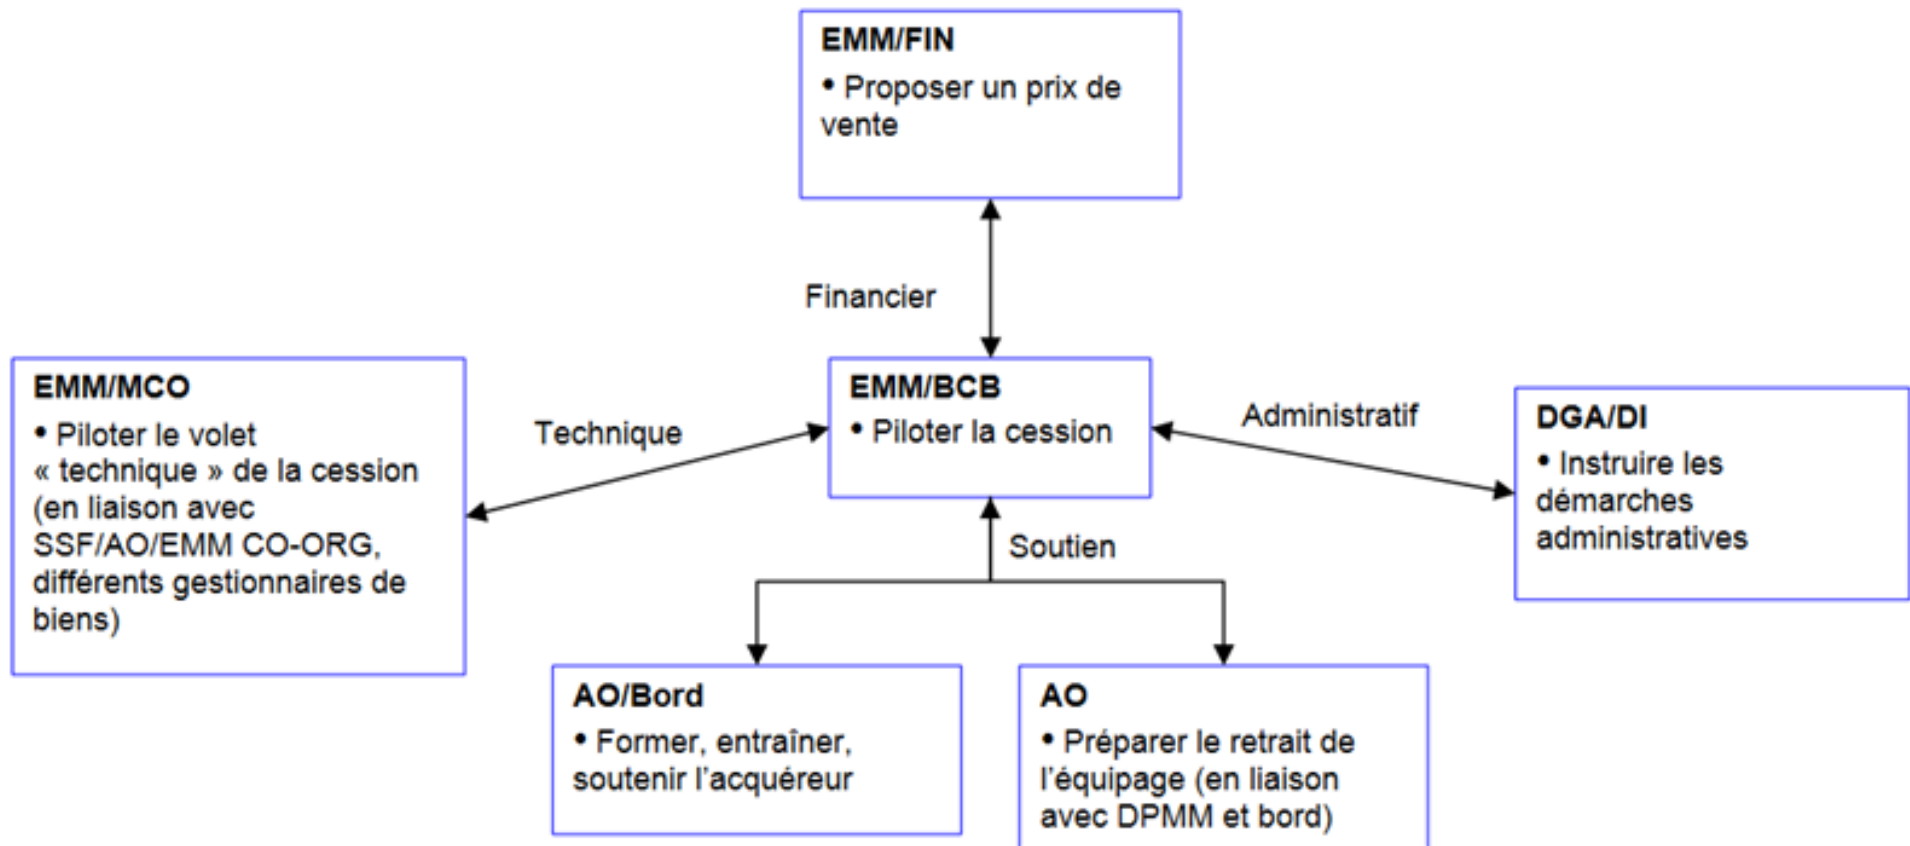 EMM/FIN
• Proposer un prix de
vente
Financier
EMM/MCO
• Piloter le volet
« technique » de la cession
(en liaison avec
SSF/AO/EMM CO-ORG,
différents gestionnaires de
biens)
Technique
EMM/BCB
• Piloter la cession
Administratif
DGA/DI
• Instruire les
démarches
administratives
Soutien
AO/Bord
• Former, entraîner,
soutenir l’acquéreur
AO
• Préparer le retrait de
l’équipage (en liaison
avec DPMM et bord)